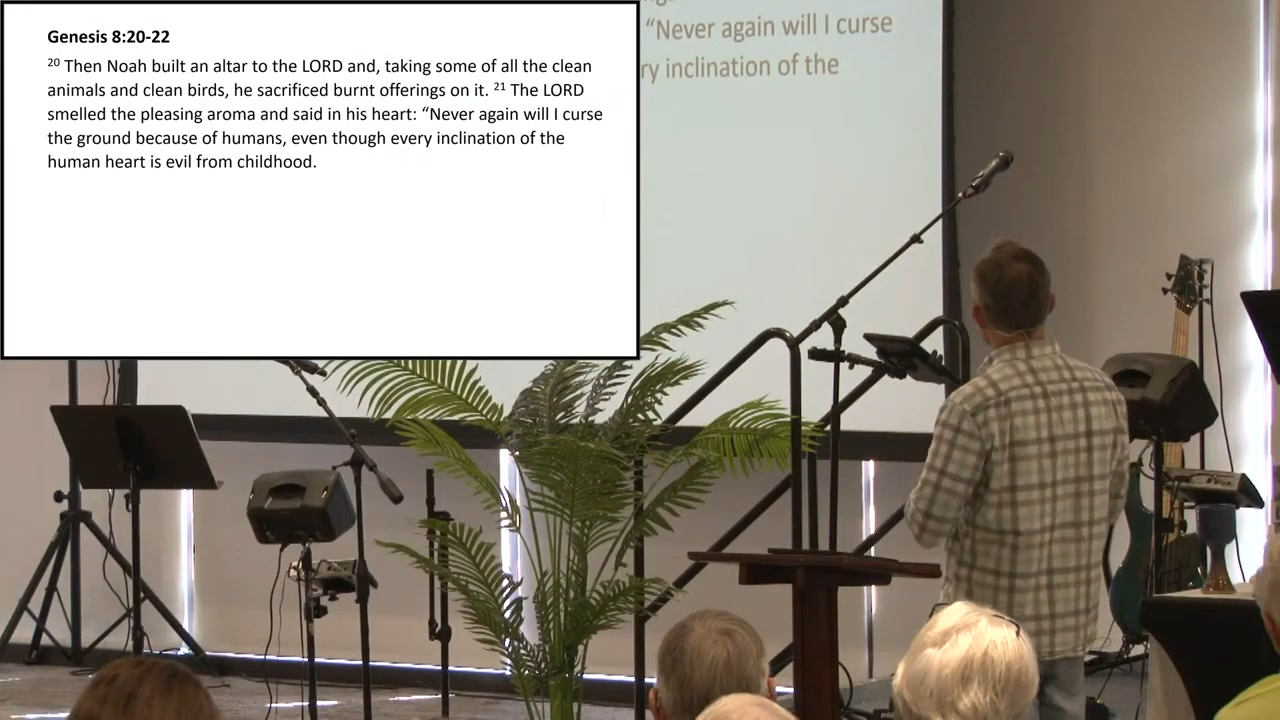 Genesis 8:20-22
20 Then Noah built an altar to the LORD and, taking some of all the clean
animals and clean birds, he sacrificed burnt offerings on it. 21 The LORD
smelled the pleasing aroma and said in his heart: “Never again will I curse
the ground because of humans, even though every inclination of the
human heart is evil from childhood.
“Never again will I curse
ry inclination of the